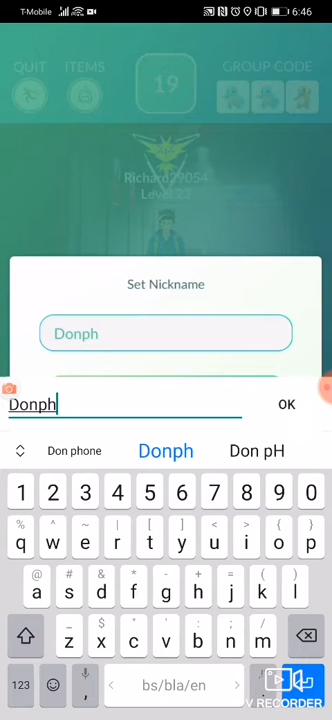 T-Mobile 6:46
QUIT ITEMS 19 GROUP CODE
Richard29054
Level 23
Set Nickname
Donph
Donph OK
Don phone Donph Don pH
1 2 3 4 5 6 7 8 9 0
% ^ ~ | [ ] < > { }
q w e r t y u i o p
@ # & * - + = ( )
a s d f g h j k l
_ $ " ' : ; /
z x c v b n m
123 , bs/bla/en
V RECORDER